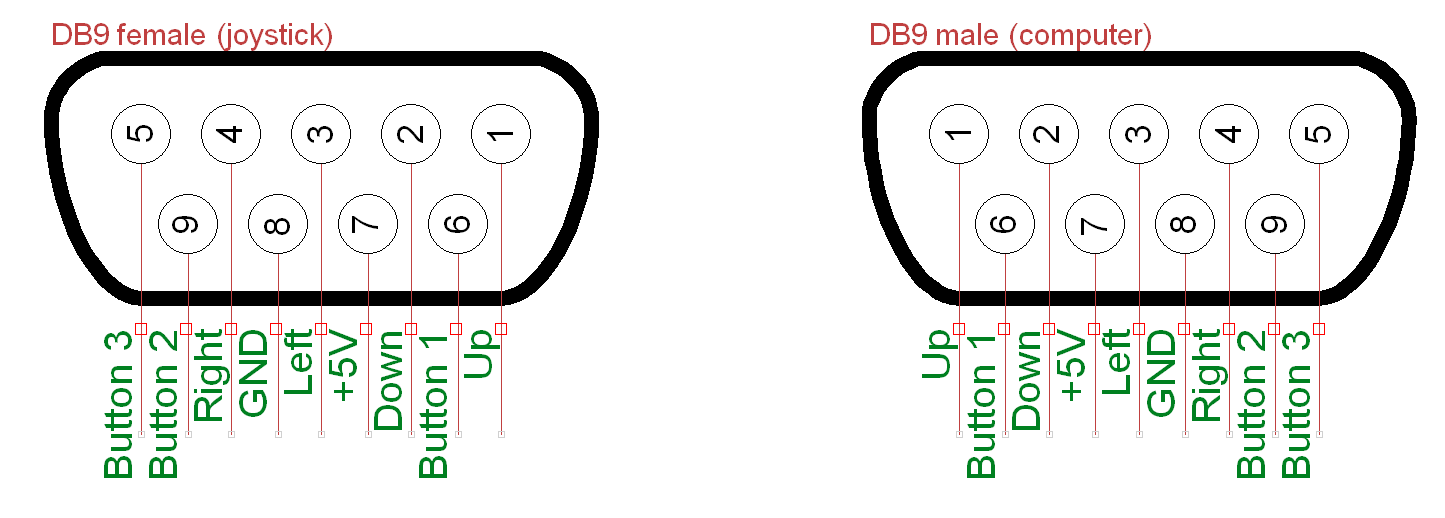 DB9 female (joystick)
5 4 3 2 1
9 8 7 6
Button 3
Button 2
Right
GND
Left
+5V
Down
Button 1
Up
DB9 male (computer)
1 2 3 4 5
6 7 8 9
Up
Button 1
Down
+5V
Left
GND
Right
Button 2
Button 3